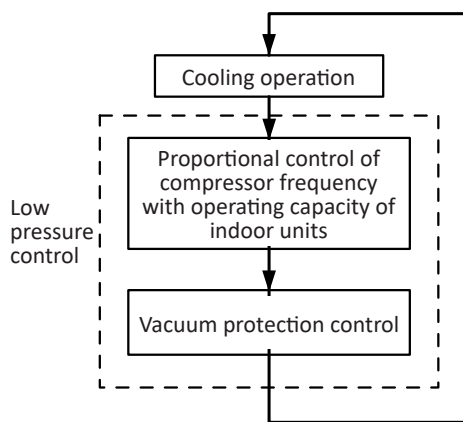 Cooling operation
Proportional control of
compressor frequency
with operating capacity of
indoor units
Low
pressure
control
Vacuum protection control